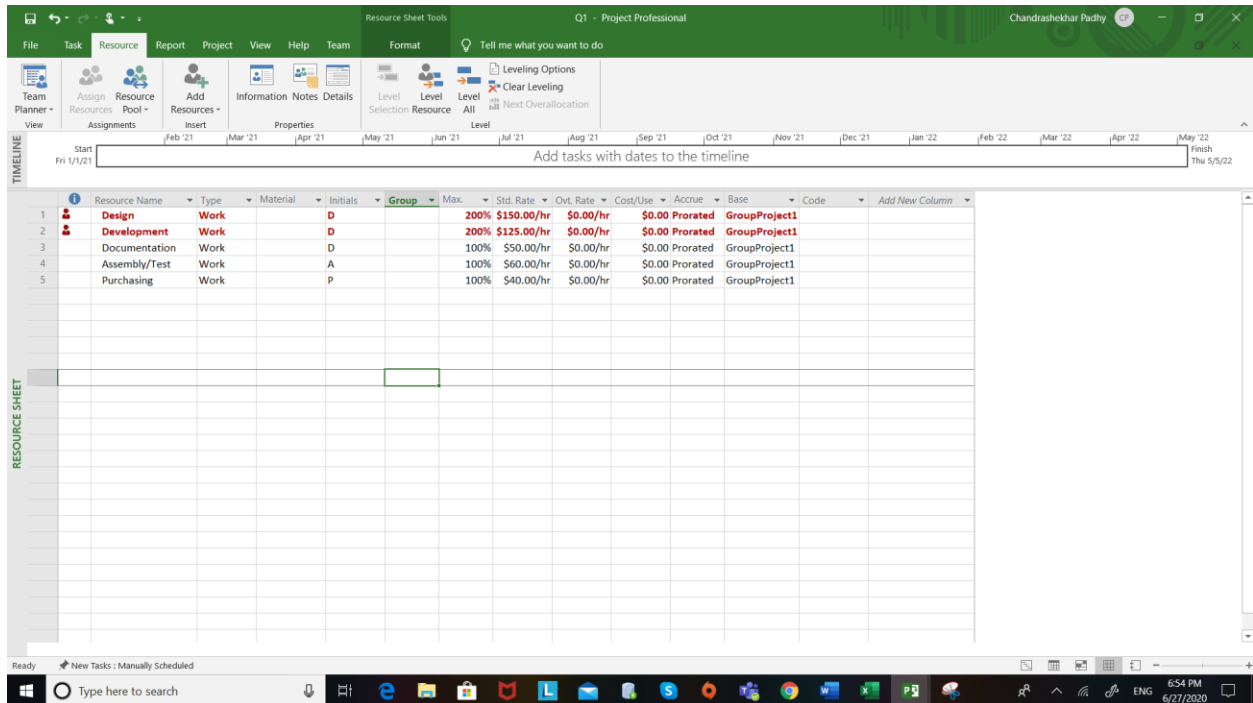 Resource Sheet Tools
Q1 - Project Professional
Chandrashekhar Padhy CP
File Task Resource Report Project View Help Team Format Tell me what you want to do
Team Planner
Assign Resources
Resource Pool
Add Resources
Information Notes Details
Level Selection
Level Resource
Level All
Leveling Options
Clear Leveling
Next Overallocation
View Assignments Insert Properties Level
TIMELINE
Feb '21 Mar '21 Apr '21 May '21 Jun '21 Jul '21 Aug '21 Sep '21 Oct '21 Nov '21 Dec '21 Jan '22 Feb '22 Mar '22 Apr '22 May '22
Start
Fri 1/1/21
Add tasks with dates to the timeline
Finish
Thu 5/5/22
Resource Name Type Material Initials Group Max. Std. Rate Ovt. Rate Cost/Use Accrue Base Code Add New Column
1 Design Work D 200% $150.00/hr $0.00/hr $0.00 Prorated GroupProject1
2 Development Work D 200% $125.00/hr $0.00/hr $0.00 Prorated GroupProject1
3 Documentation Work D 100% $50.00/hr $0.00/hr $0.00 Prorated GroupProject1
4 Assembly/Test Work A 100% $60.00/hr $0.00/hr $0.00 Prorated GroupProject1
5 Purchasing Work P 100% $40.00/hr $0.00/hr $0.00 Prorated GroupProject1
RESOURCE SHEET
Ready New Tasks : Manually Scheduled
Type here to search
ENG
6:54 PM
6/27/2020